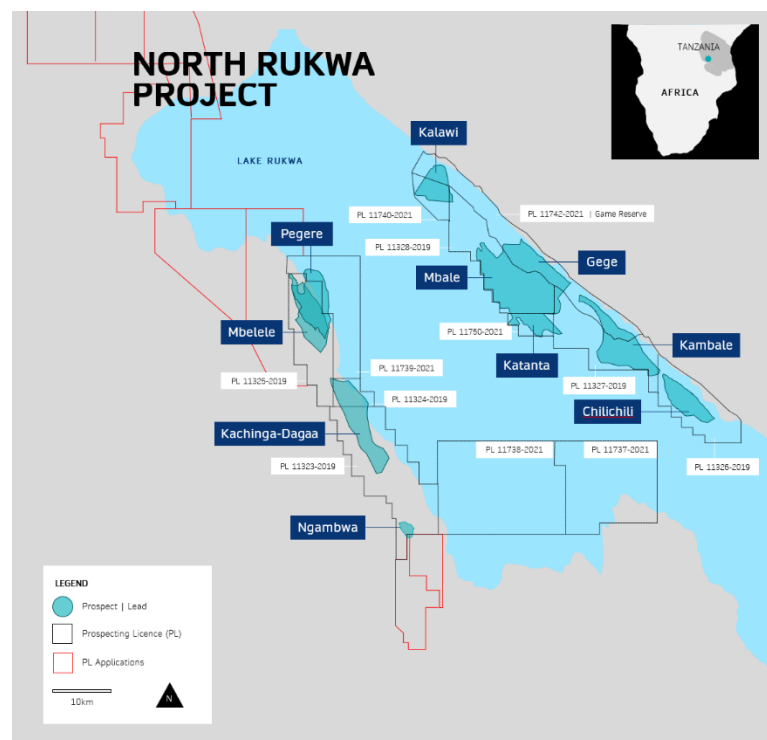 NORTH RUKWA
PROJECT
TANZANIA
AFRICA
LAKE RUKWA
Kalawi
PL 11740-2021
PL 11742-2021 | Game Reserve
PL 11328-2019
Pegere
Gege
Mbale
Mbelele
PL 11750-2021
Kambale
Katanta
PL 11325-2019
PL 11739-2021
PL 11327-2019
PL 11324-2019
Chilichili
Kachinga-Dagaa
PL 11738-2021
PL 11737-2021
PL 11323-2019
PL 11326-2019
Ngambwa
LEGEND
Prospect | Lead
Prospecting Licence (PL)
PL Applications
10km
N